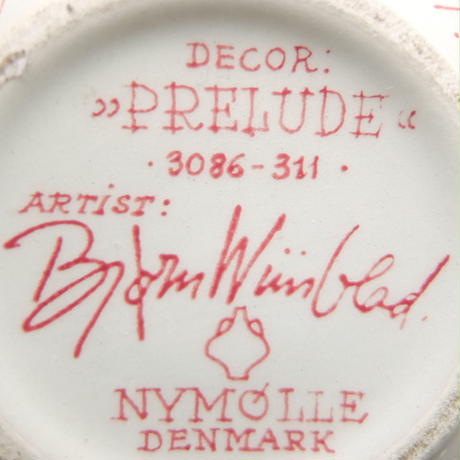 DECOR:
»PRELUDE«
· 3086-311 ·
ARTIST:
Bjørn Wiinblad.
NYMØLLE
DENMARK